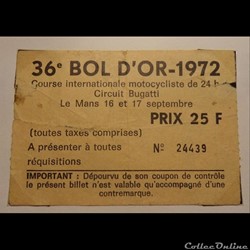 36e BOL D'OR-1972
Course internationale motocycliste de 24 h
Circuit Bugatti
Le Mans 16 et 17 septembre
PRIX 25 F
(toutes taxes comprises)
A présenter à toutes
réquisitions
No 24439
IMPORTANT : Dépourvu de son coupon de contrôle
le présent billet n'est valable qu'accompagné d'une
contremarque.